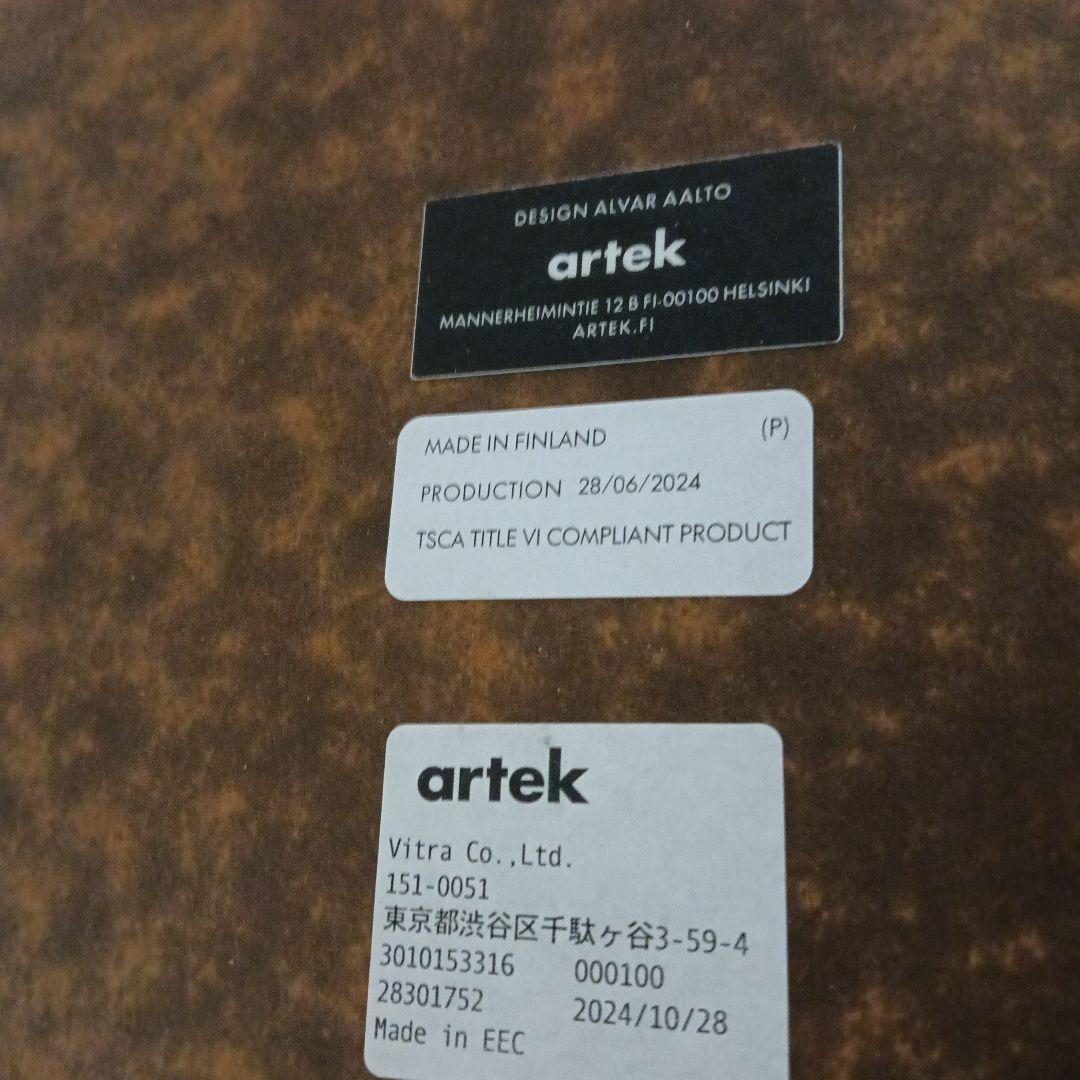 DESIGN ALVAR AALTO
artek
MANNERHEIMINTIE 12 B FI-00100 HELSINKI
ARTEK.FI
MADE IN FINLAND (P)
PRODUCTION 28/06/2024
TSCA TITLE VI COMPLIANT PRODUCT
artek
Vitra Co.,Ltd.
151-0051
東京都渋谷区千駄ヶ谷3-59-4
3010153316 000100
28301752 2024/10/28
Made in EEC